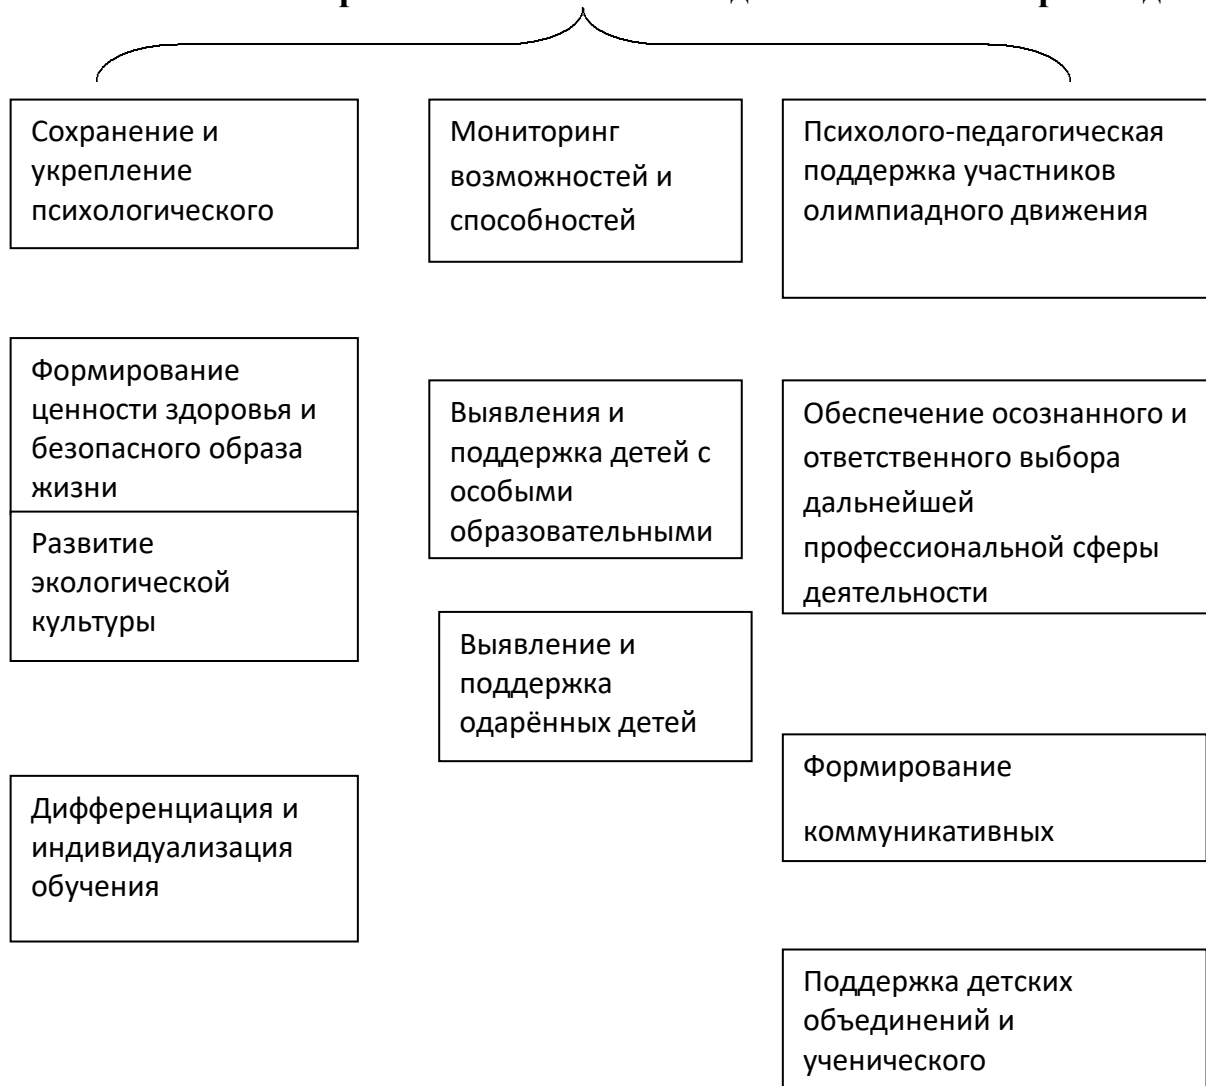 Сохранение и
укрепление
психологического
Мониторинг
возможностей и
способностей
Психолого-педагогическая
поддержка участников
олимпиадного движения
Формирование
ценности здоровья и
безопасного образа
жизни
Развитие
экологической
культуры
Дифференциация и
индивидуализация
обучения
Выявления и
поддержка детей с
особыми
образовательными
Выявление и
поддержка
одарённых детей
Обеспечение осознанного и
ответственного выбора
дальнейшей
профессиональной сферы
деятельности
Формирование
коммуникативных
Поддержка детских
объединений и
ученического